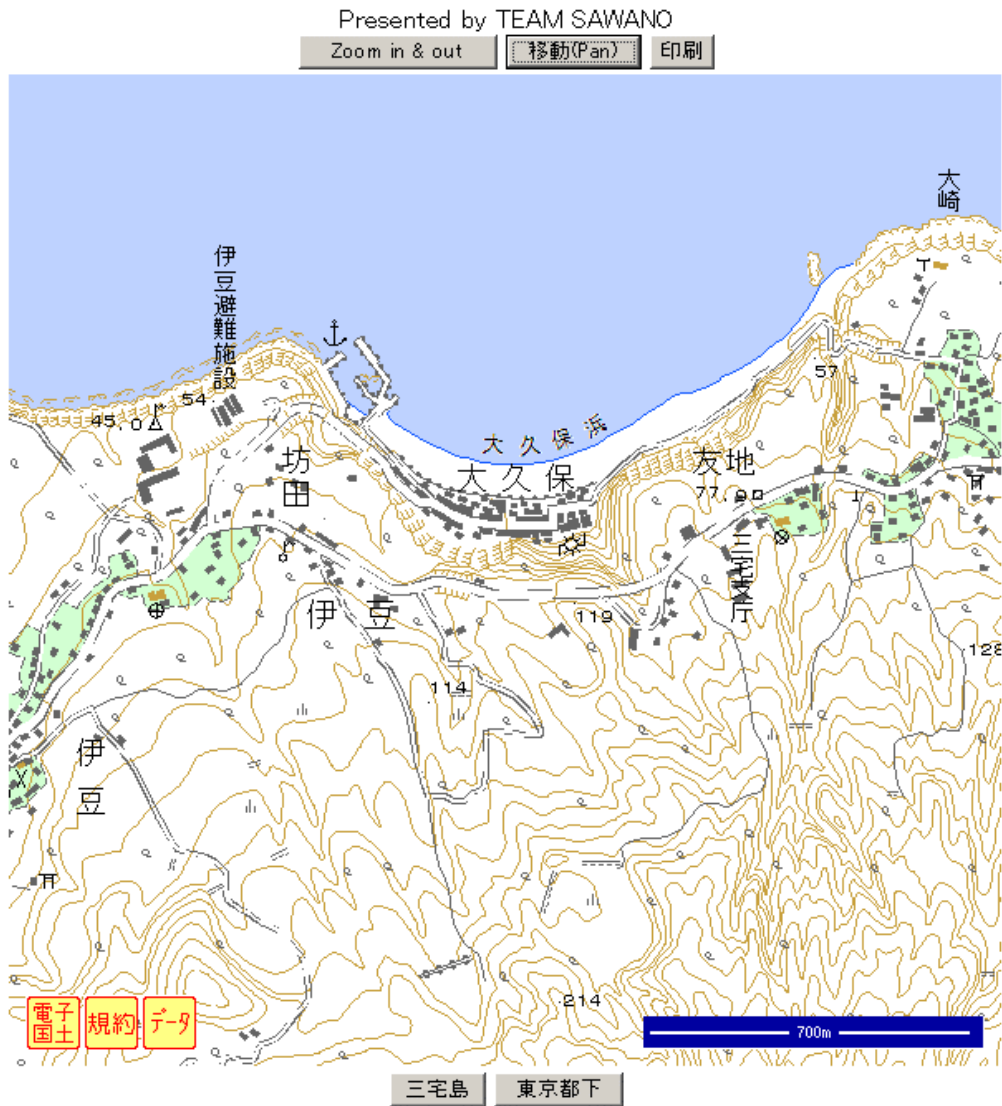 Presented by TEAM SAWANO
Zoom in & out 移動(Pan) 印刷
大崎
伊豆避難施設
57
54.
45.0
大久保浜
坊田
大久保
友地
77.9
三宅支庁
伊豆
119
128
114
伊豆
214
電子国土 規約 データ
700m
三宅島 東京都下